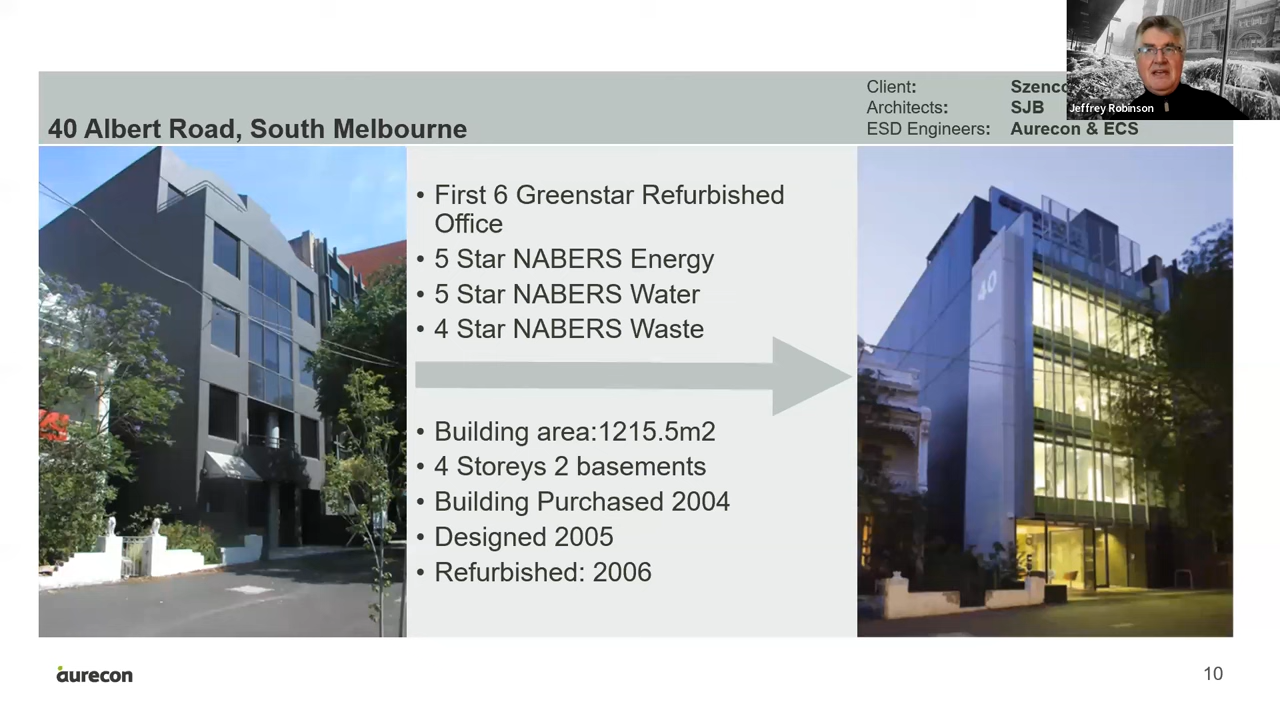 Client:
Szenco
Architects:
SJB
Jeffrey Robinson
40 Albert Road, South Melbourne
ESD Engineers:
Aurecon & ECS
• First 6 Greenstar Refurbished
Office
• 5 Star NABERS Energy
• 5 Star NABERS Water
• 4 Star NABERS Waste
40
• Building area:1215.5m2
• 4 Storeys 2 basements
• Building Purchased 2004
• Designed 2005
• Refurbished: 2006
aurecon
10